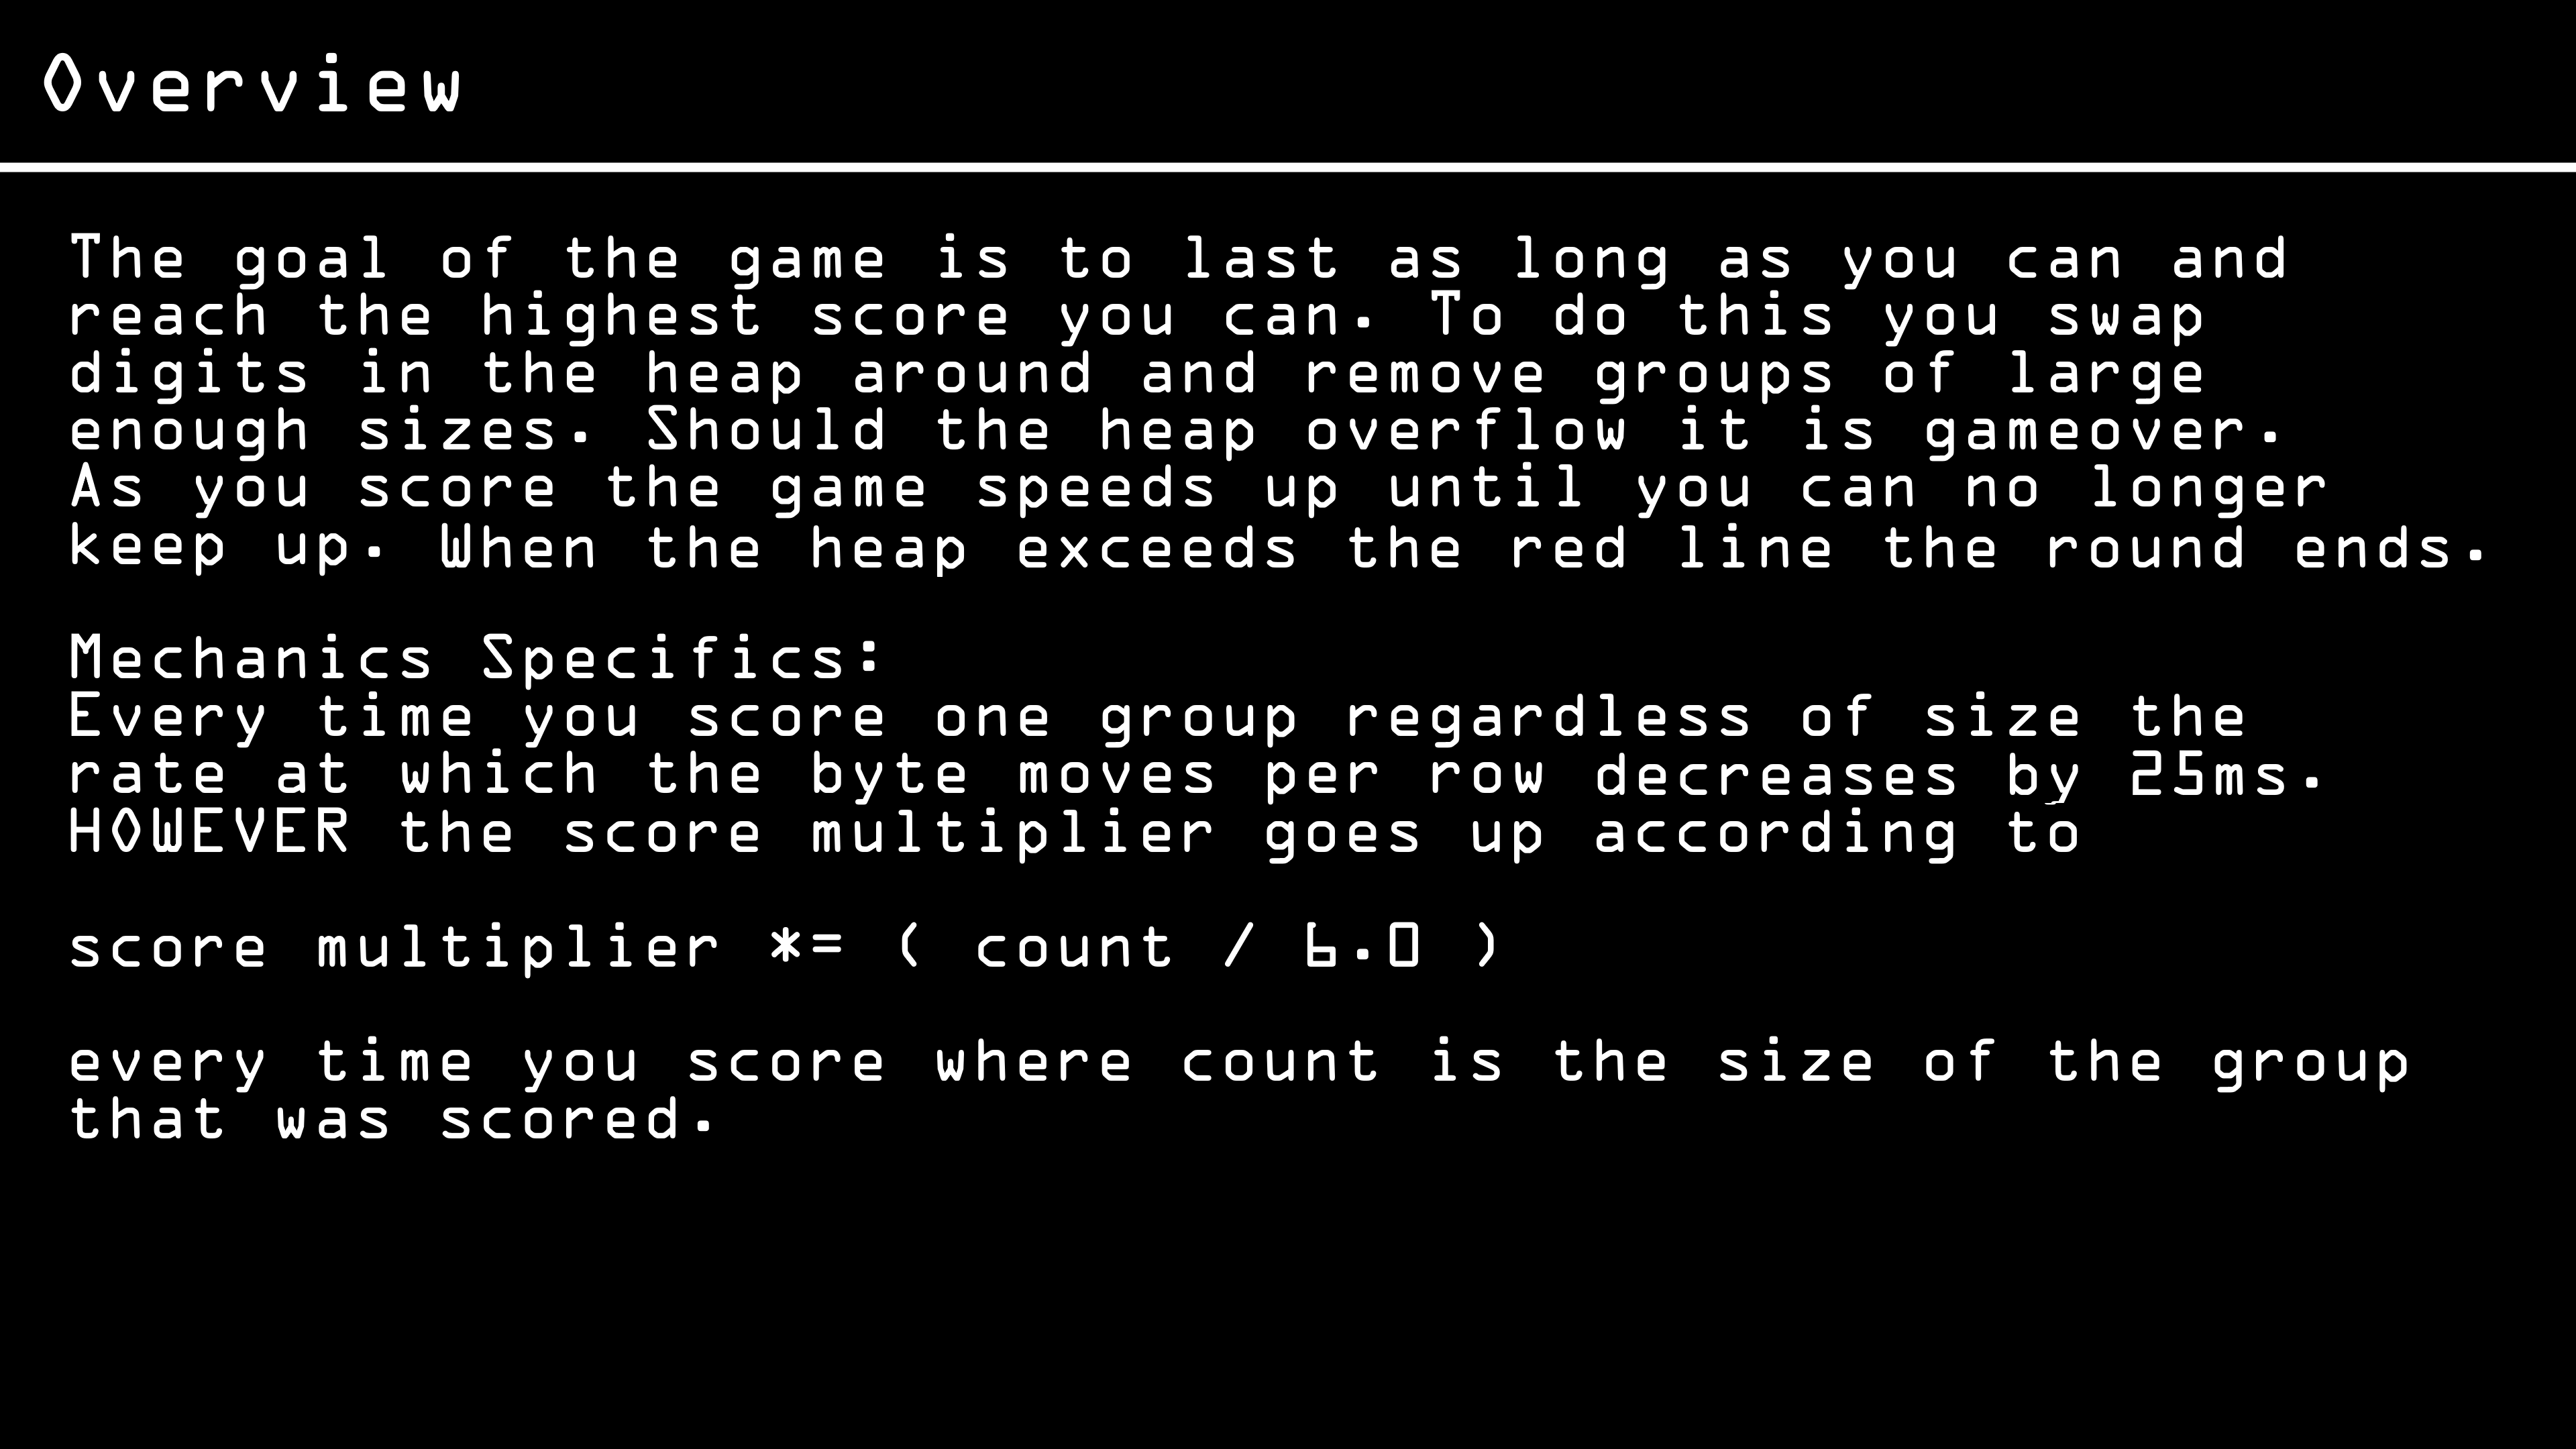 Overview
The goal of the game is to last as long as you can and
reach the highest score you can. To do this you swap
digits in the heap around and remove groups of large
enough sizes. Should the heap overflow it is gameover.
As you score the game speeds up until you can no longer
keep up. When the heap exceeds the red line the round ends.
Mechanics Specifics:
Every time you score one group regardless of size the
rate at which the byte moves per row decreases by 25ms.
HOWEVER the score multiplier goes up according to
score multiplier *= ( count / 6.0 )
every time you score where count is the size of the group
that was scored.